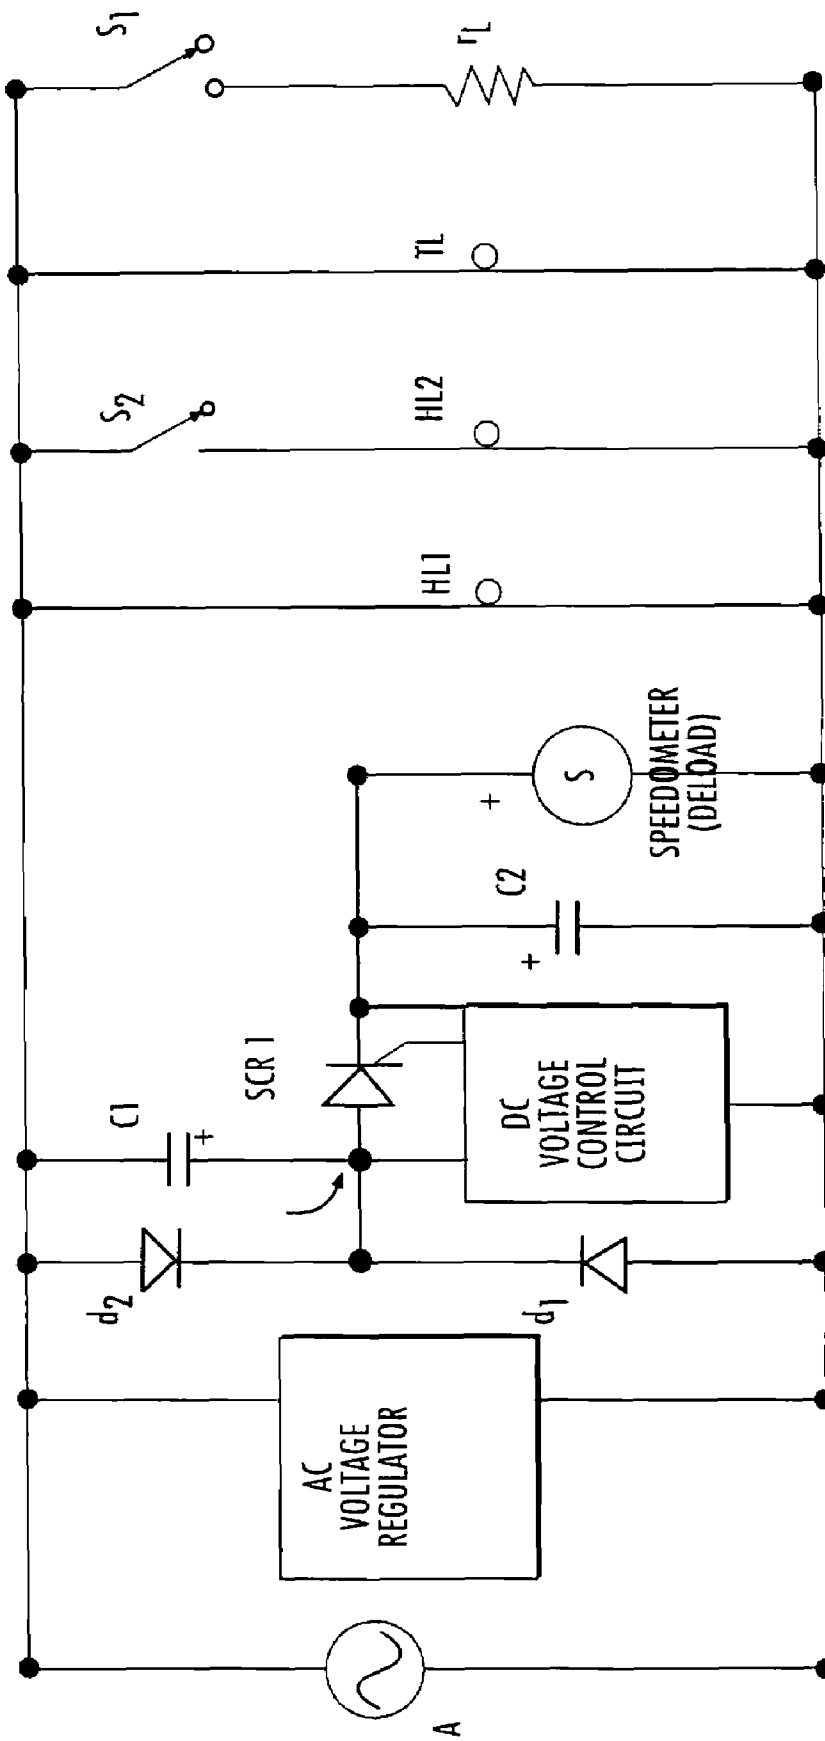 A
AC
VOLTAGE
REGULATOR
d2
d1
C1
+
SCR 1
DC
VOLTAGE
CONTROL
CIRCUIT
C2
+
+
S
SPEEDOMETER
(DELOAD)
HL1
S2
HL2
TL
S1
rL